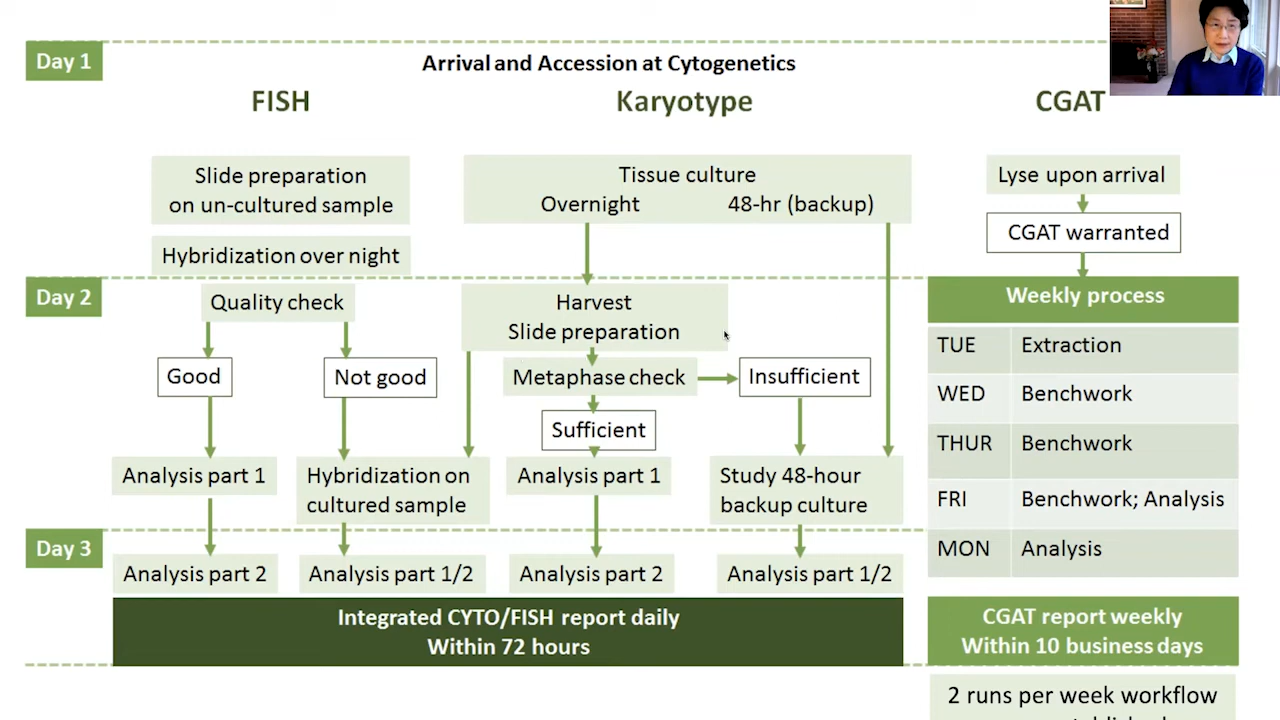 Day 1
Arrival and Accession at Cytogenetics
FISH
Karyotype
CGAT
Slide preparation
on un-cultured sample
Hybridization over night
Tissue culture
Overnight
48-hr (backup)
Lyse upon arrival
CGAT warranted
Day 2
Quality check
Good
Not good
Analysis part 1
Hybridization on
cultured sample
Harvest
Slide preparation
Metaphase check
Insufficient
Sufficient
Analysis part 1
Study 48-hour
backup culture
Weekly process
TUE Extraction
WED Benchwork
THUR Benchwork
FRI Benchwork; Analysis
MON Analysis
Day 3
Analysis part 2
Analysis part 1/2
Analysis part 2
Analysis part 1/2
Integrated CYTO/FISH report daily
Within 72 hours
CGAT report weekly
Within 10 business days
2 runs per week workflow